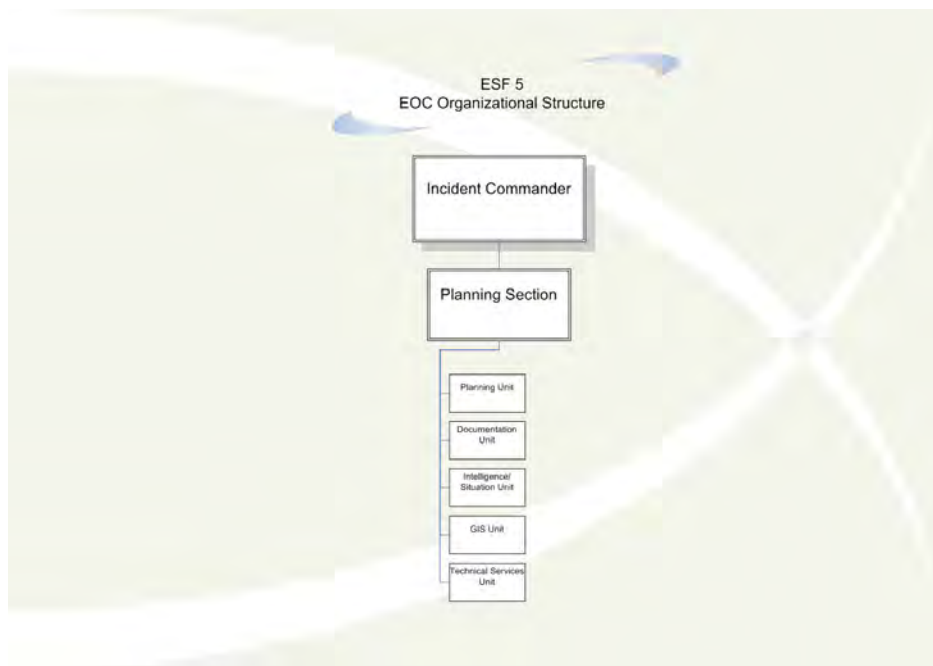 ESF 5
EOC Organizational Structure
Incident Commander
Planning Section
Planning Unit
Documentation
Unit
Intelligence/
Situation Unit
GIS Unit
Technical Services
Unit